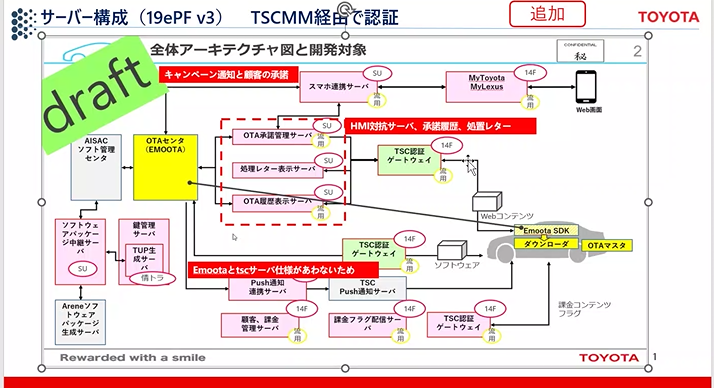 サーバー構成（19ePF v3） TSCMM経由で認証
追加
TOYOTA
全体アーキテクチャ図と開発対象
CONFIDENTIAL
秘
2
draft
キャンペーン通知と顧客の承諾
スマホ連携サーバ
SU
流用
MyToyota
MyLexus
14F
流用
Web画面
AISAC
ソフト管理
センタ
OTAセンタ
(EMOOTA)
OTA承諾管理サーバ
SU
流用
HMI対抗サーバ、承諾履歴、処置レター
処理レター表示サーバ
SU
流用
TSC認証
ゲートウェイ
14F
流用
OTA履歴表示サーバ
SU
流用
Webコンテンツ
ソフトウェ
アパッケー
ジ中継サーバ
SU
鍵管理
サーバ
TUP生
成サーバ
情トラ
TSC認証
ゲートウェイ
14F
流用
ソフトウェア
Emoota SDK
ダウンローダ
OTAマスタ
Emootaとtscサーバ仕様があわないため
Push通知
連携サーバ
TSC
Push通知サーバ
課金コンテンツ
フラグ
Areneソフト
ウェア
パッケージ
生成サーバ
顧客、課金
管理サーバ
14F
流用
課金フラグ配信サー
バ
14F
流用
TSC認証
ゲートウェイ
14F
流用
Rewarded with a smile
TOYOTA
1